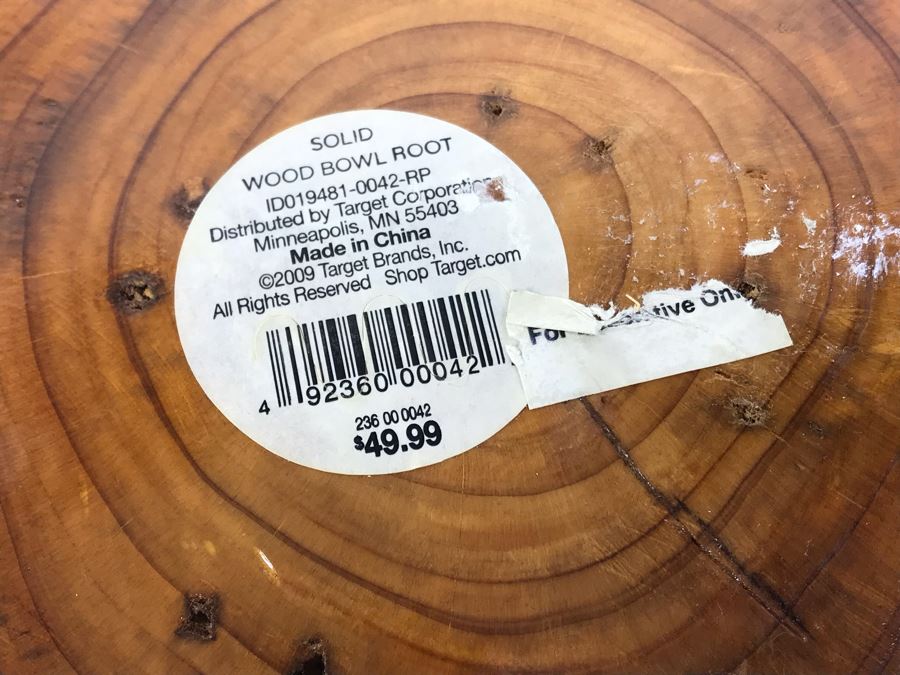 SOLID
WOOD BOWL ROOT
ID019481-0042-RP
Distributed by Target Corporation
Minneapolis, MN 55403
Made in China
©2009 Target Brands, Inc.
All Rights Reserved Shop Target.com
4 92360 00042
236 00 0042
$49.99
For